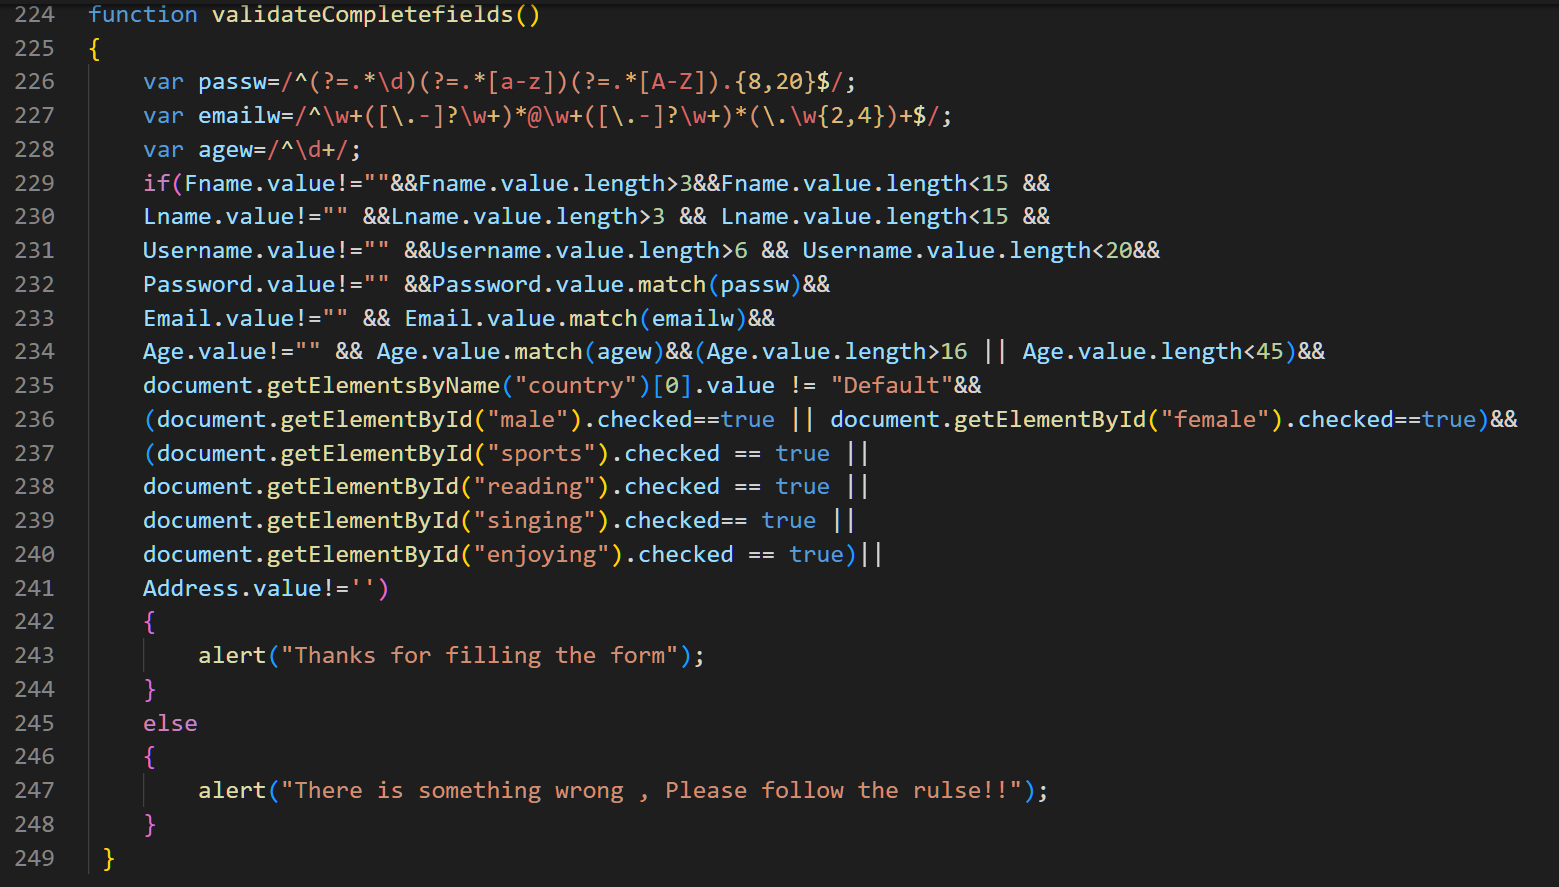 224 function validateCompletefields()
225 {
226     var passw=/^(?=.*\d)(?=.*[a-z])(?=.*[A-Z]).{8,20}$/;
227     var emailw=/^\w+([\.-]?\w+)*@\w+([\.-]?\w+)*(\.\w{2,4})+$/;
228     var agew=/^\d+/;
229     if(Fname.value!=""&&Fname.value.length>3&&Fname.value.length<15 &&
230     Lname.value!="" &&Lname.value.length>3 && Lname.value.length<15 &&
231     Username.value!="" &&Username.value.length>6 && Username.value.length<20&&
232     Password.value!="" &&Password.value.match(passw)&&
233     Email.value!="" && Email.value.match(emailw)&&
234     Age.value!="" && Age.value.match(agew)&&(Age.value.length>16 || Age.value.length<45)&&
235     document.getElementsByName("country")[0].value != "Default"&&
236     (document.getElementById("male").checked==true || document.getElementById("female").checked==true)&&
237     (document.getElementById("sports").checked == true ||
238     document.getElementById("reading").checked == true ||
239     document.getElementById("singing").checked== true ||
240     document.getElementById("enjoying").checked == true)||
241     Address.value!='')
242     {
243         alert("Thanks for filling the form");
244     }
245     else
246     {
247         alert("There is something wrong , Please follow the rulse!!");
248     }
249  }